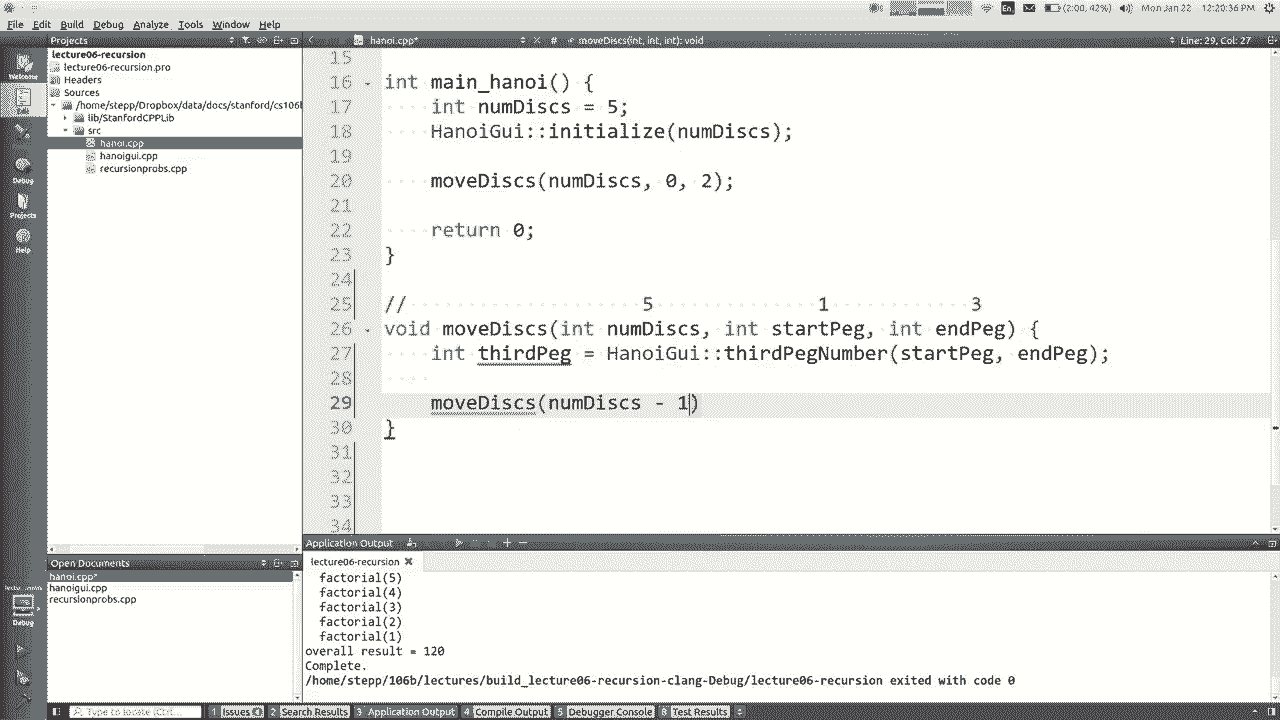 En
(2:00, 42%)
Mon Jan 22
12:20:36 PM
File Edit Build Debug Analyze Tools Window Help
Projects
hanoi.cpp*
#
moveDiscs(int, int, int): void
Line: 29, Col: 27
Welcome
Debug
Projects
Help
lecture06-recursion
lecture06-recursion.pro
Headers
Sources
/home/stepp/Dropbox/data/docs/stanford/cs106b
lib/StanfordCPPLib
src
hanoi.cpp
hanoigui.cpp
recursionprobs.cpp
15
16 int main_hanoi() {
17 int numDiscs = 5;
18 HanoiGui::initialize(numDiscs);
19
20 moveDiscs(numDiscs, 0, 2);
21
22 return 0;
23 }
24
25 // 5 1 3
26 void moveDiscs(int numDiscs, int startPeg, int endPeg) {
27 int thirdPeg = HanoiGui::thirdPegNumber(startPeg, endPeg);
28
29 moveDiscs(numDiscs - 1)
30 }
31
32
33
34
Open Documents
hanoi.cpp*
hanoigui.cpp
recursionprobs.cpp
Debug
Application Output
lecture06-recursion
factorial(5)
factorial(4)
factorial(3)
factorial(2)
factorial(1)
overall result = 120
Complete.
/home/stepp/106b/lectures/build_lecture06-recursion-clang-Debug/lecture06-recursion exited with code 0
Type to locate (Ctrl...
1 Issues 4
2 Search Results
3 Application Output
4 Compile Output
5 Debugger Console
8 Test Results